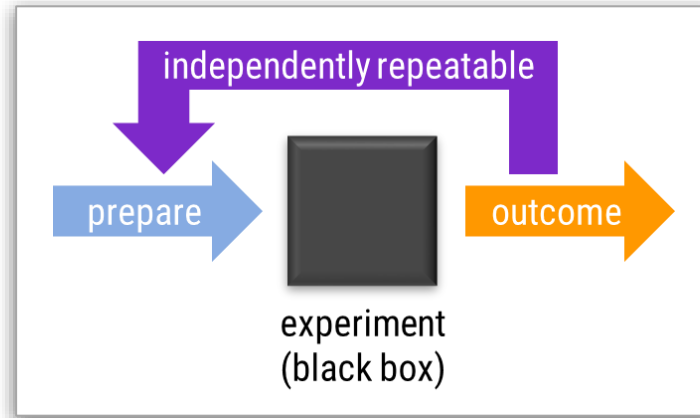 independently repeatable
prepare
outcome
experiment
(black box)